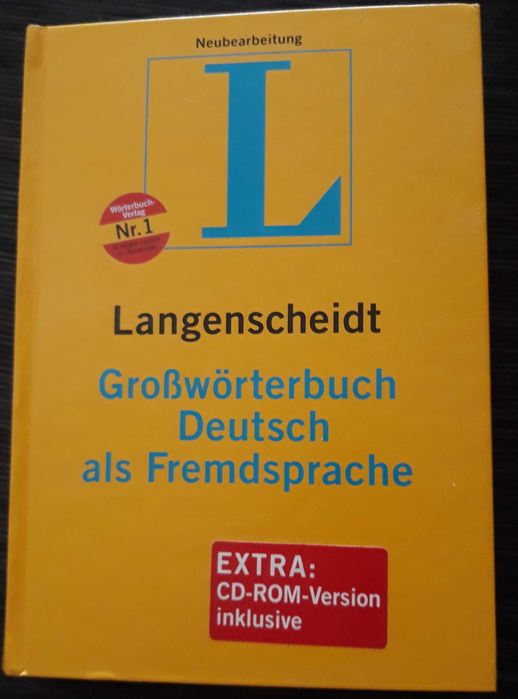 Neubearbeitung
L
Wörterbuch-
Verlag
Nr. 1
Langenscheidt
Großwörterbuch
Deutsch
als Fremdsprache
EXTRA:
CD-ROM-Version
inklusive